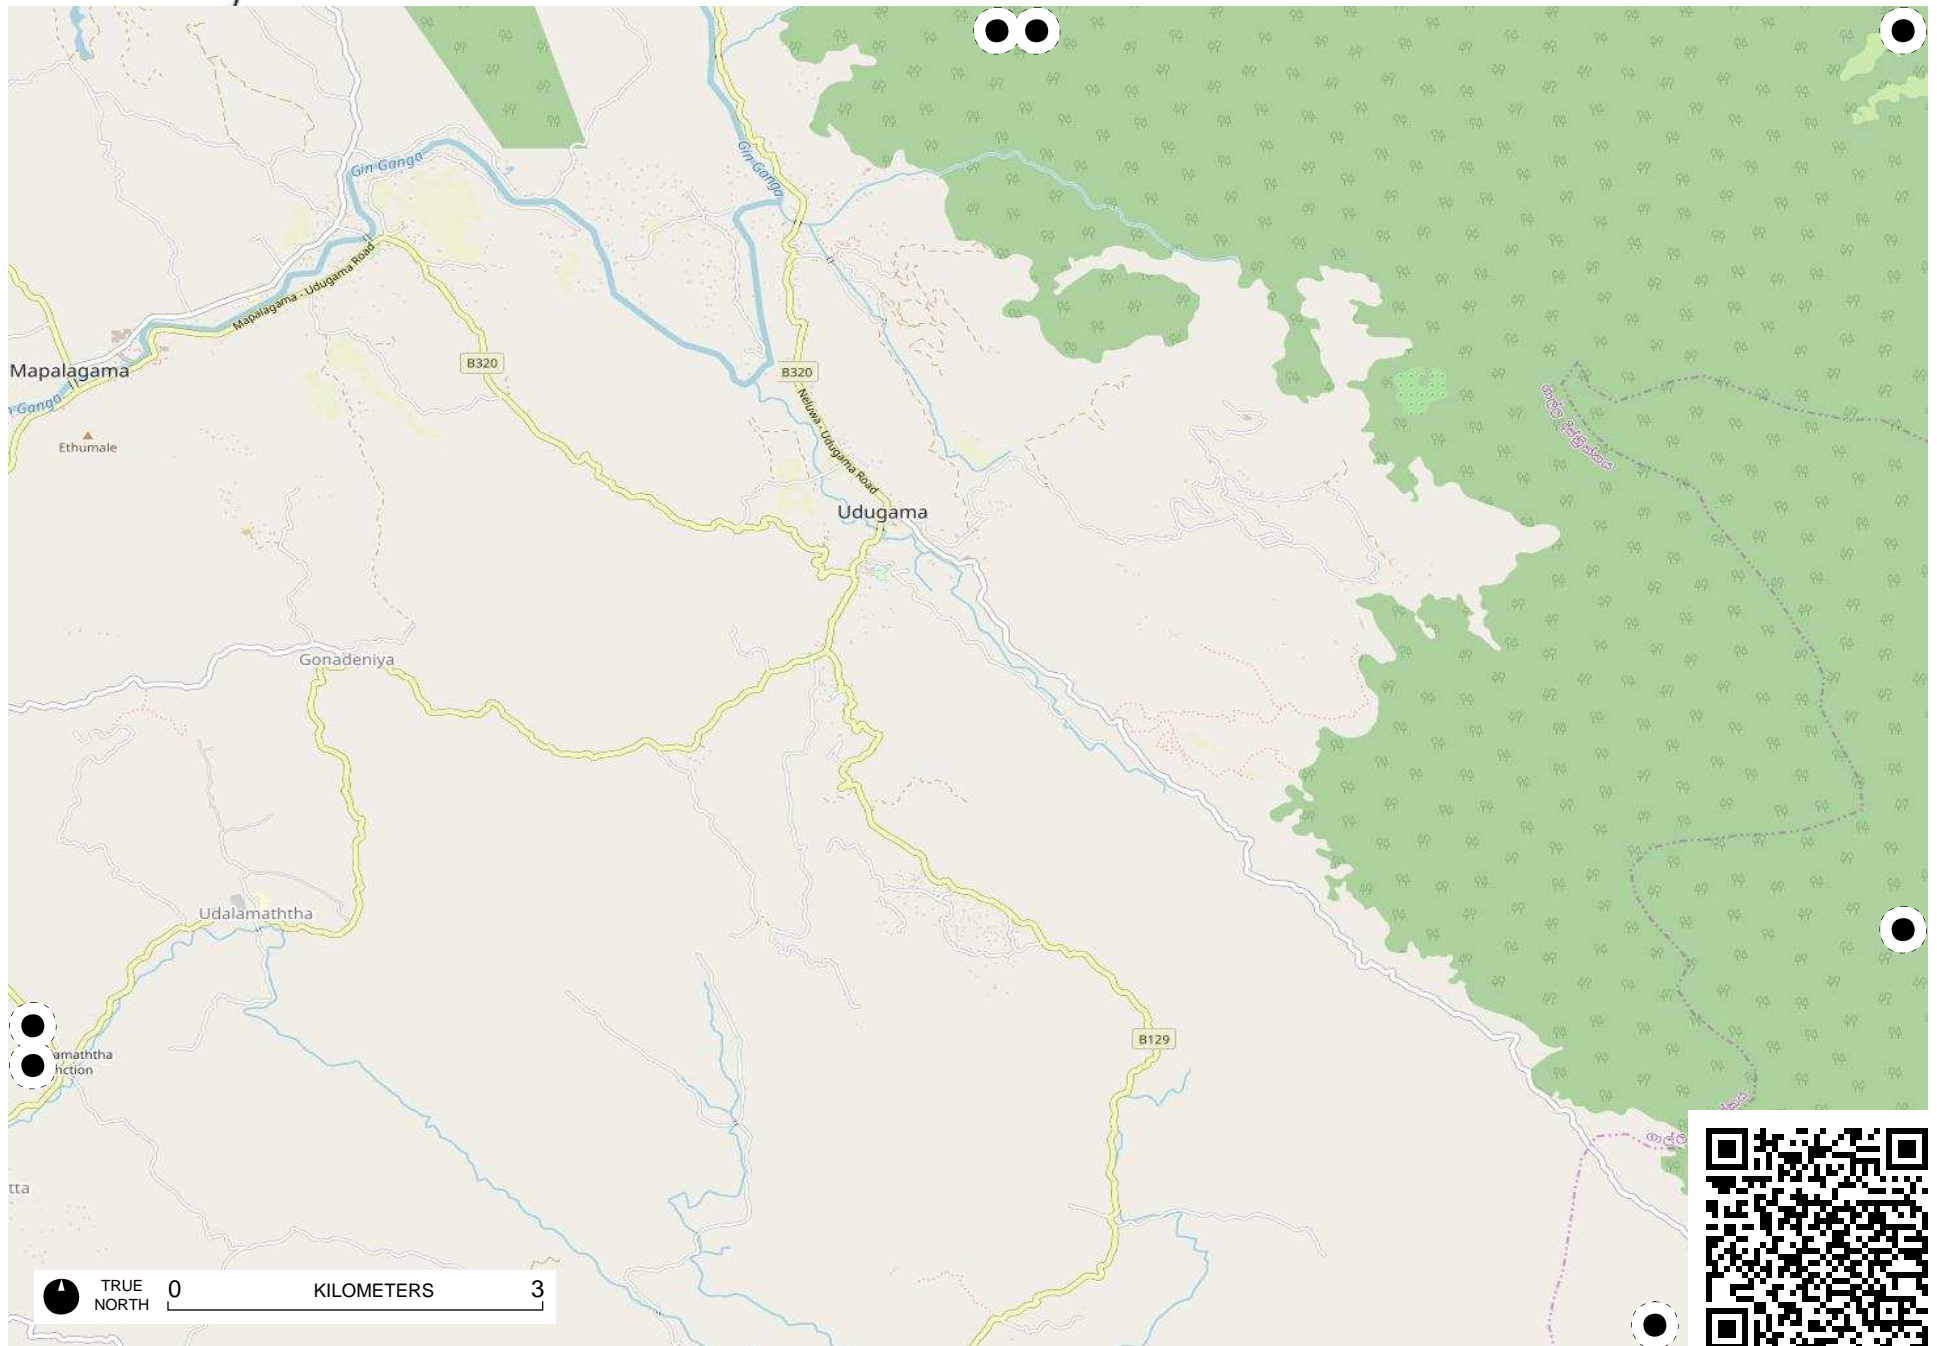 Gin Ganga
Gin Ganga
Mapalagama - Udugama Road
B320
B320
Mapalagama
Ganga
Ethumale
Neluwa - Udugama Road
Udugama
Gonadeniya
Udalamaththa
amaththa
nction
B129
tta
TRUE
NORTH
0
KILOMETERS
3